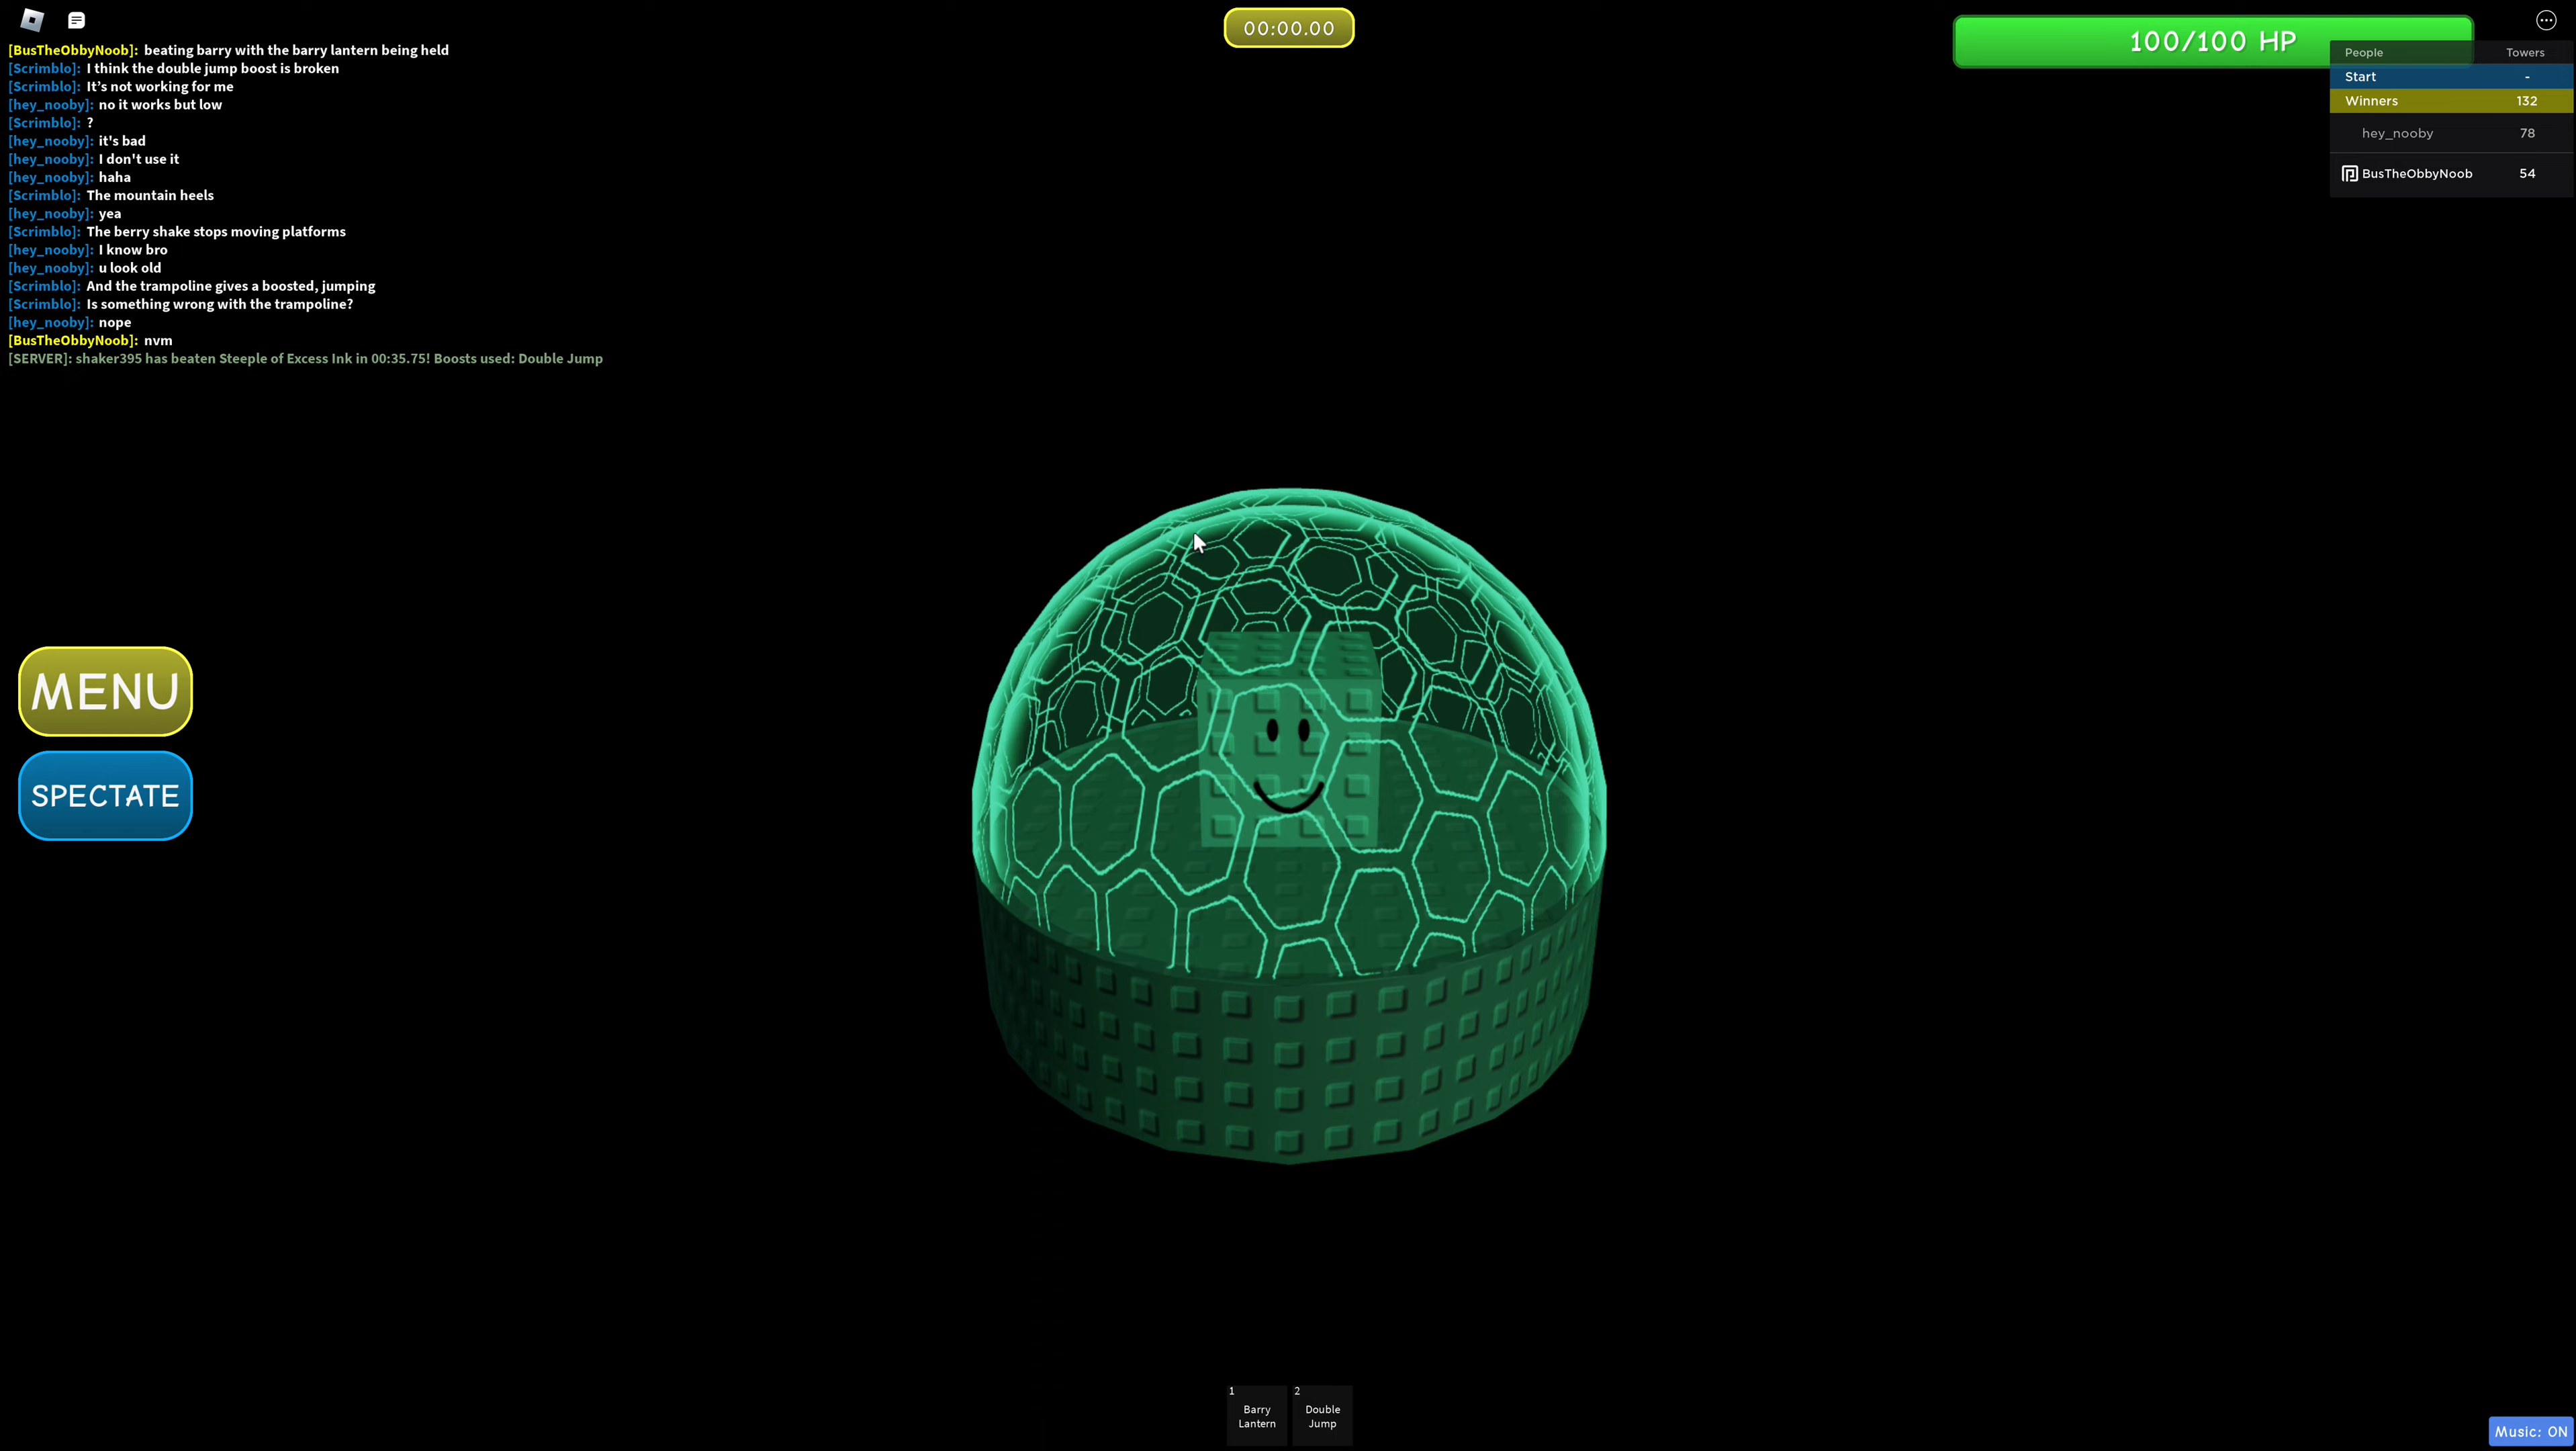 [BusTheObbyNoob]: beating barry with the barry lantern being held
[Scrimblo]: I think the double jump boost is broken
[Scrimblo]: It’s not working for me
[hey_nooby]: no it works but low
[Scrimblo]: ?
[hey_nooby]: it's bad
[hey_nooby]: I don't use it
[hey_nooby]: haha
[Scrimblo]: The mountain heels
[hey_nooby]: yea
[Scrimblo]: The berry shake stops moving platforms
[hey_nooby]: I know bro
[hey_nooby]: u look old
[Scrimblo]: And the trampoline gives a boosted, jumping
[Scrimblo]: Is something wrong with the trampoline?
[hey_nooby]: nope
[BusTheObbyNoob]: nvm
[SERVER]: shaker395 has beaten Steeple of Excess Ink in 00:35.75! Boosts used: Double Jump
00:00.00
100/100 HP
People Towers
Start -
Winners 132
hey_nooby 78
BusTheObbyNoob 54
MENU
SPECTATE
1
Barry
Lantern
2
Double
Jump
Music: ON